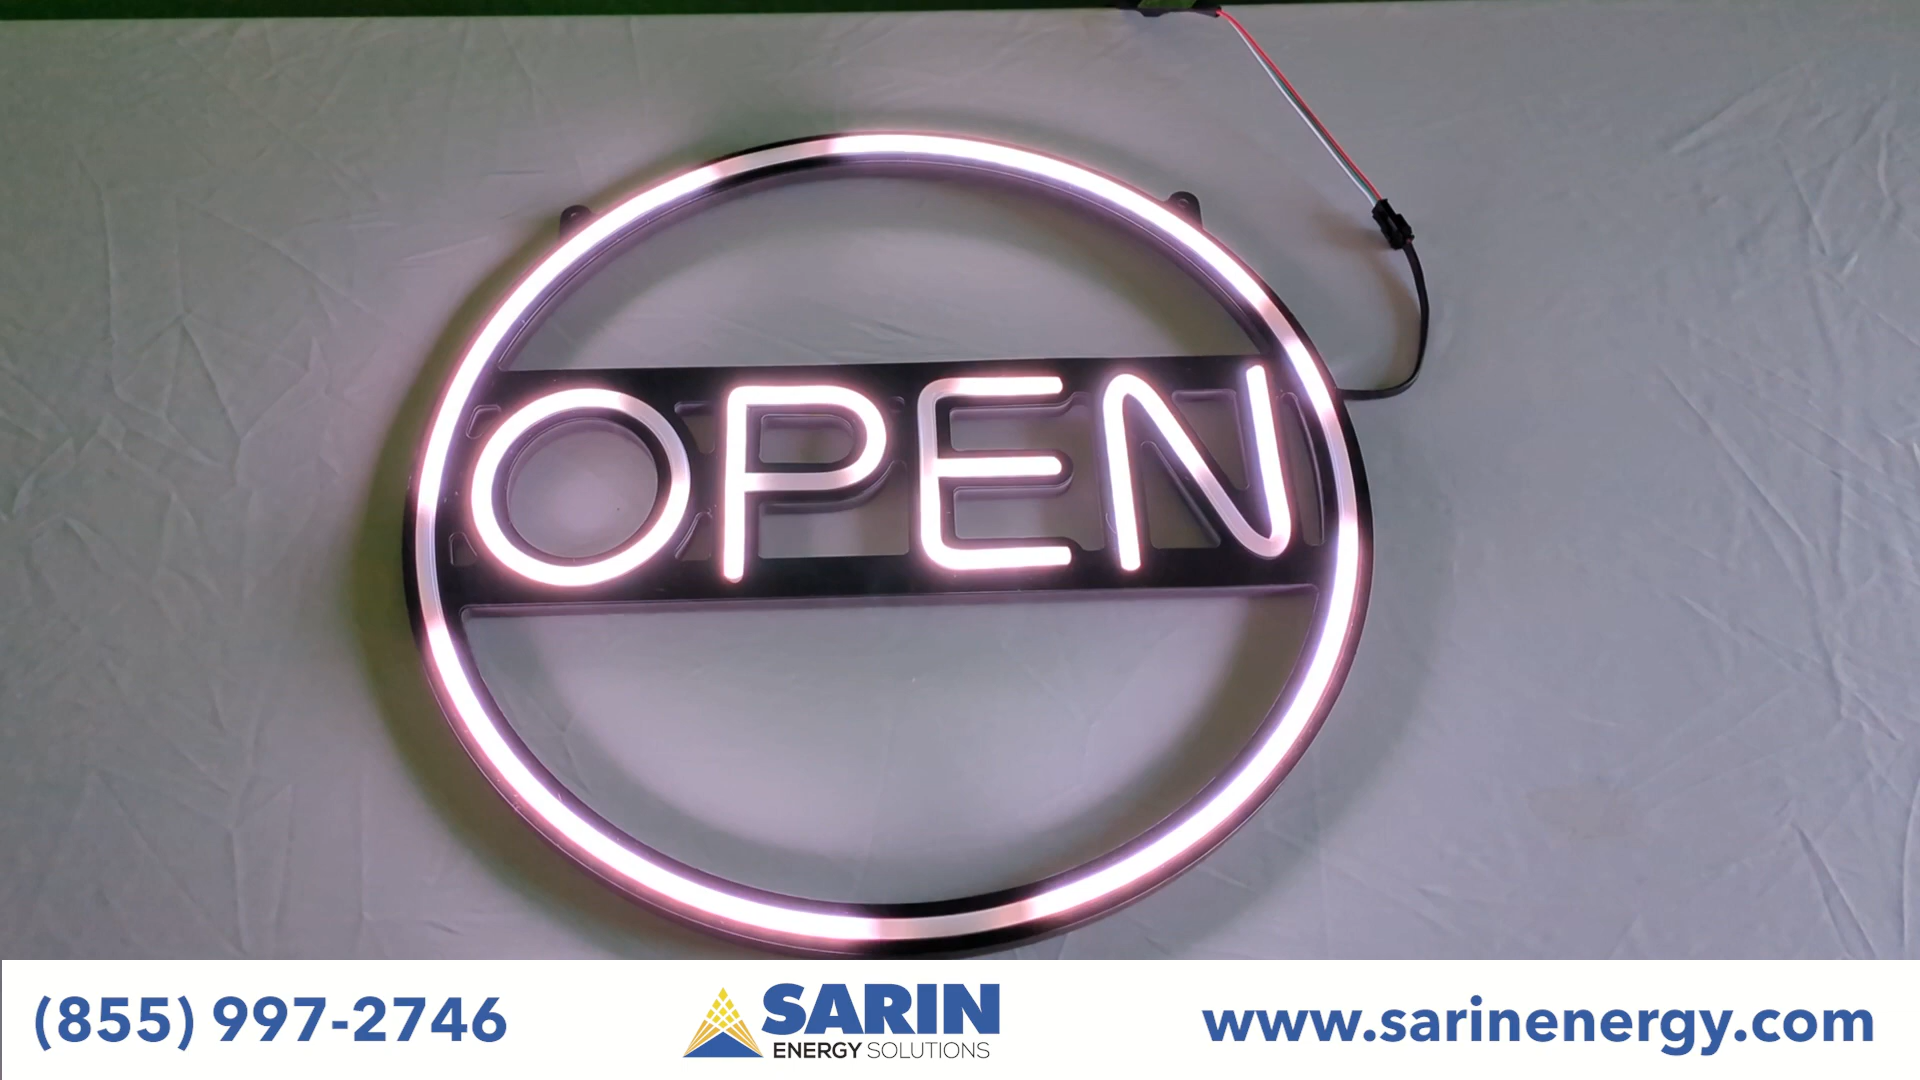 OPEN
(855) 997-2746
SARIN
ENERGY SOLUTIONS
www.sarinenergy.com